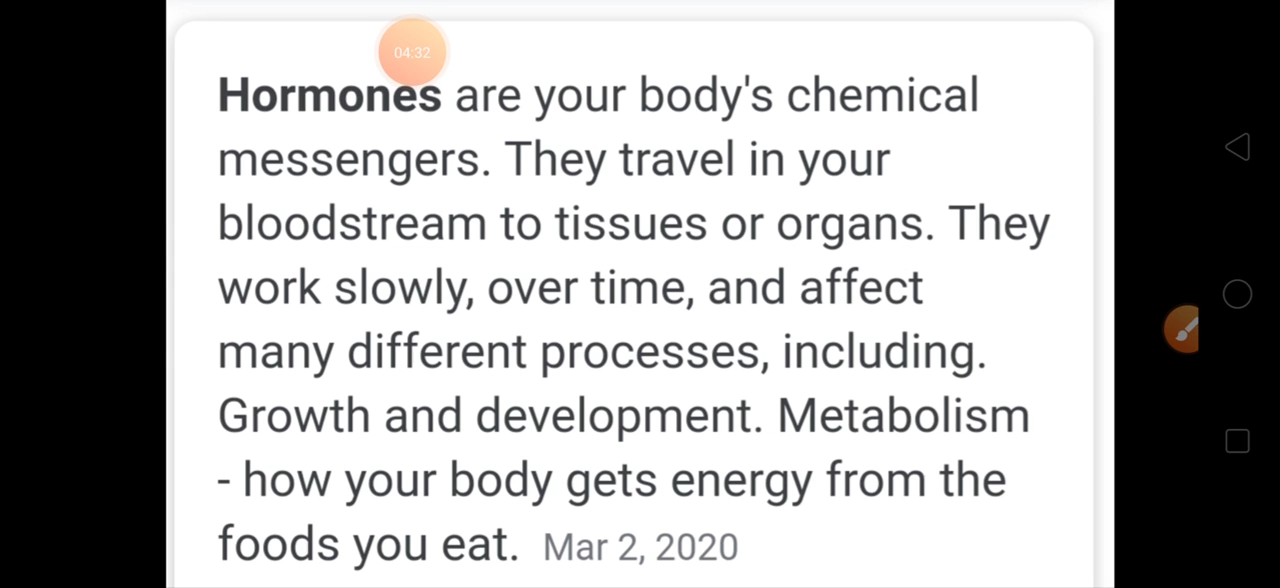 04:32
Hormones are your body's chemical
messengers. They travel in your
bloodstream to tissues or organs. They
work slowly, over time, and affect
many different processes, including.
Growth and development. Metabolism
- how your body gets energy from the
foods you eat. Mar 2, 2020